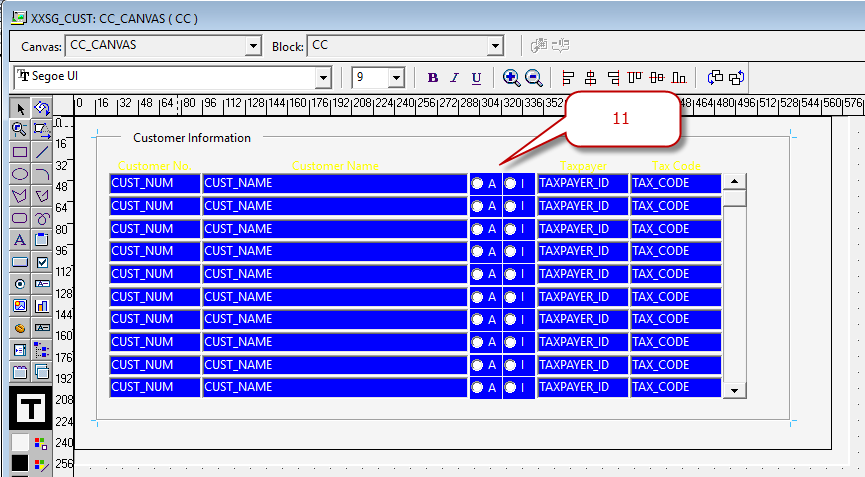 XXSG_CUST: CC_CANVAS ( CC )
Canvas: CC_CANVAS Block: CC
Segoe UI 9 B I U
0 16 32 48 64 80 96 112 128 144 160 176 192 208 224 240 256 272 288 304 320 336 48 464 480 496 512 528 544 560 576
11
0
16
32
48
64
80
96
112
128
144
160
176
192
208
224
240
256
A
T
Customer Information
Customer No. Customer Name Taxpayer Tax Code
CUST_NUM CUST_NAME A I TAXPAYER_ID TAX_CODE
CUST_NUM CUST_NAME A I TAXPAYER_ID TAX_CODE
CUST_NUM CUST_NAME A I TAXPAYER_ID TAX_CODE
CUST_NUM CUST_NAME A I TAXPAYER_ID TAX_CODE
CUST_NUM CUST_NAME A I TAXPAYER_ID TAX_CODE
CUST_NUM CUST_NAME A I TAXPAYER_ID TAX_CODE
CUST_NUM CUST_NAME A I TAXPAYER_ID TAX_CODE
CUST_NUM CUST_NAME A I TAXPAYER_ID TAX_CODE
CUST_NUM CUST_NAME A I TAXPAYER_ID TAX_CODE
CUST_NUM CUST_NAME A I TAXPAYER_ID TAX_CODE